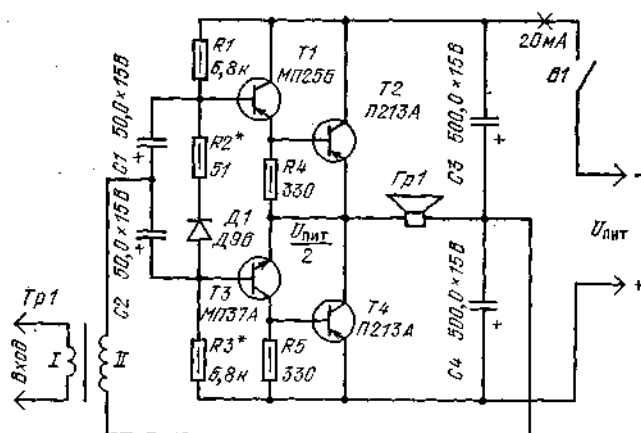 R1
6,8к
T1
МП25Б
T2
П213А
20мА
В1
50,0×15В
C1
R2*
51
R4
330
Гр1
500,0×15В
C3
Д1
Д9Б
Uпит
2
Uпит
50,0×15В
C2
T3
МП37А
T4
П213А
500,0×15В
C4
Тр1
Вход
I
II
R3*
6,8к
R5
330